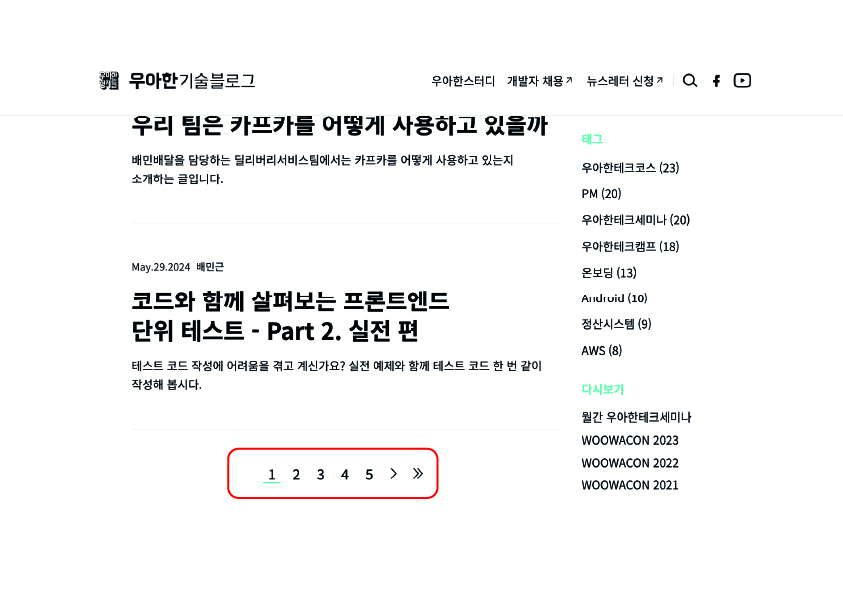 우아한기술블로그
우아한스터디 개발자 채용↗ 뉴스레터 신청↗
우리 팀은 카프카를 어떻게 사용하고 있을까
배민배달을 담당하는 딜리버리서비스팀에서는 카프카를 어떻게 사용하고 있는지
소개하는 글입니다.
May.29.2024 배민근
코드와 함께 살펴보는 프론트엔드
단위 테스트 - Part 2. 실전 편
테스트 코드 작성에 어려움을 겪고 계신가요? 실전 예제와 함께 테스트 코드 한 번 같이
작성해 봅시다.
1 2 3 4 5 > »
태그
우아한테크코스 (23)
PM (20)
우아한테크세미나 (20)
우아한테크캠프 (18)
온보딩 (13)
Android (10)
정산시스템 (9)
AWS (8)
다시보기
월간 우아한테크세미나
WOOWACON 2023
WOOWACON 2022
WOOWACON 2021